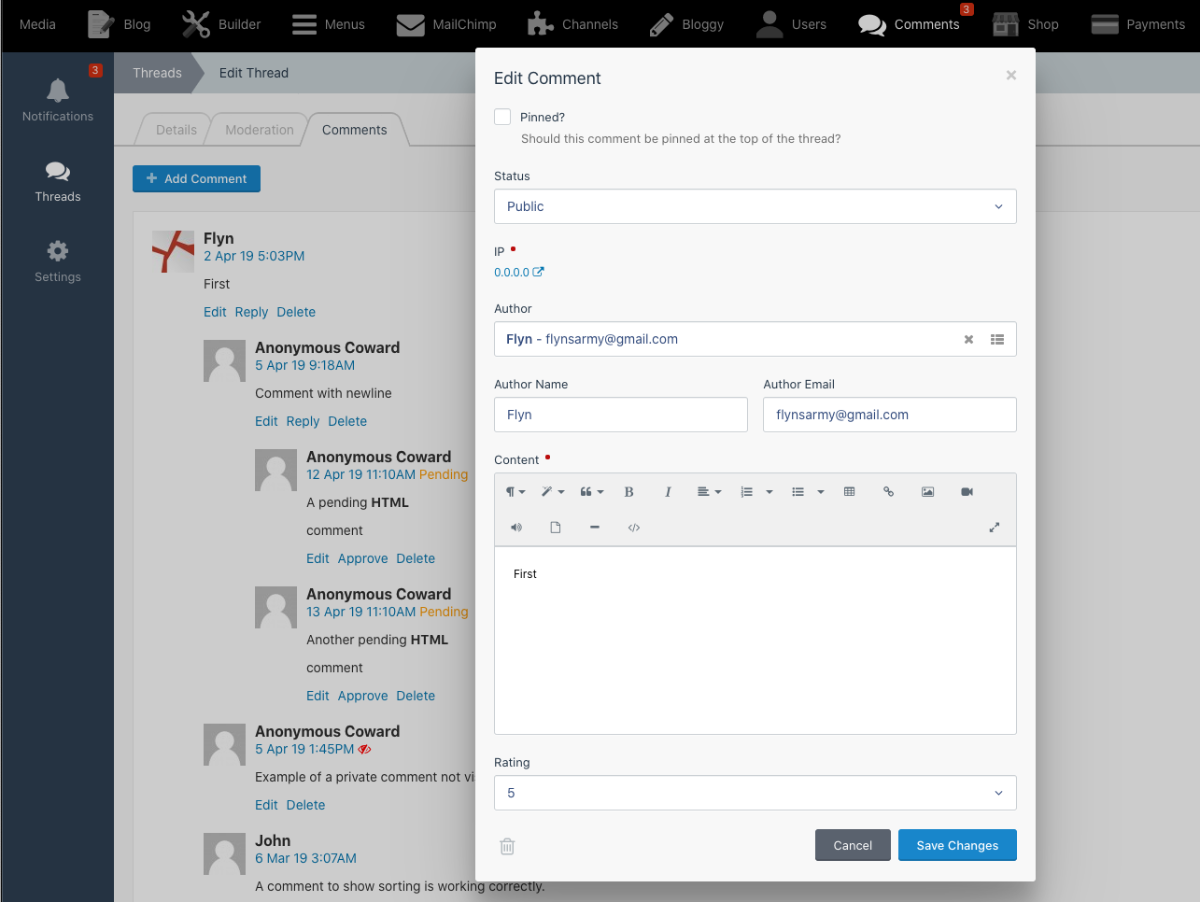 Media Blog Builder Menus MailChimp Channels Bloggy Users Comments 3 Shop Payments
3
Notifications
Threads
Settings
Threads Edit Thread
Details Moderation Comments
+ Add Comment
Flyn
2 Apr 19 5:03PM
First
Edit Reply Delete
Anonymous Coward
5 Apr 19 9:18AM
Comment with newline
Edit Reply Delete
Anonymous Coward
12 Apr 19 11:10AM Pending
A pending HTML
comment
Edit Approve Delete
Anonymous Coward
13 Apr 19 11:10AM Pending
Another pending HTML
comment
Edit Approve Delete
Anonymous Coward
5 Apr 19 1:45PM
Example of a private comment not vi
Edit Delete
John
6 Mar 19 3:07AM
A comment to show sorting is working correctly.
Edit Comment ×
Pinned?
Should this comment be pinned at the top of the thread?
Status
Public
IP
0.0.0.0
Author
Flyn - flynsarmy@gmail.com
Author Name Author Email
Flyn flynsarmy@gmail.com
Content
¶ B I
First
Rating
5
Cancel Save Changes